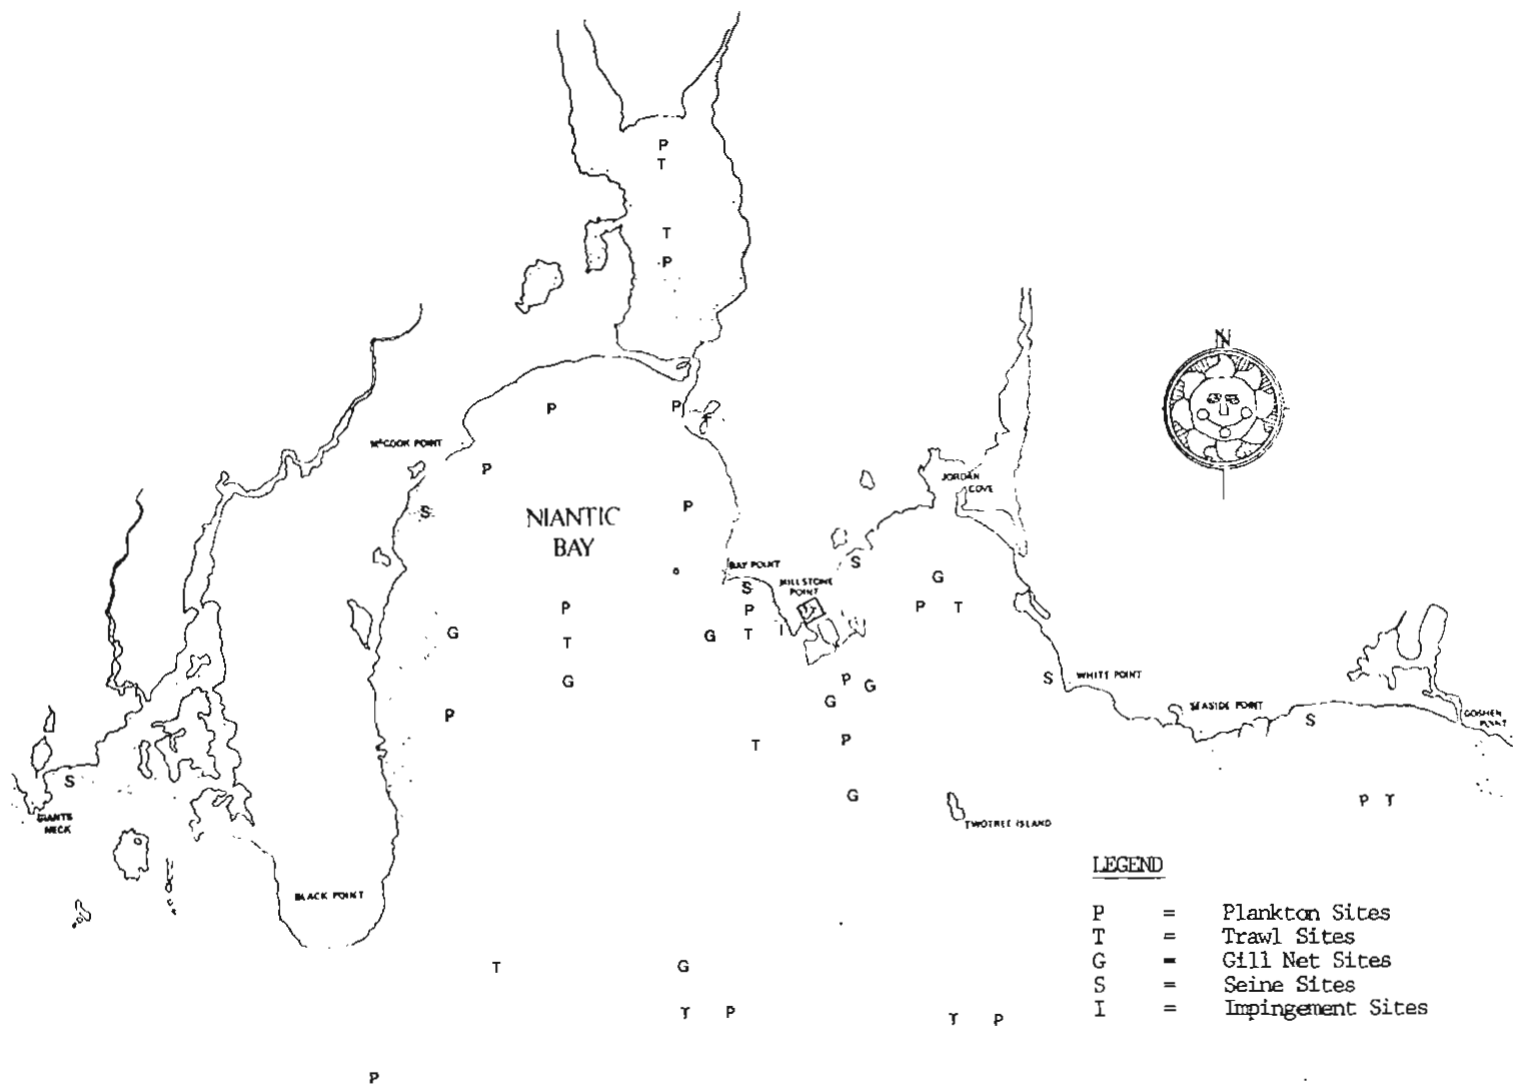 P
T
T
P
N
P
P
McCOOK POINT
P
JORDAN
COVE
S
P
NIANTIC
BAY
S
BAY POINT
MILLSTONE
POINT
S
G
P
P
P
T
G
G
T
I
T
G
S
WHITE POINT
P
G
G
P
SEASIDE POINT
S
GOSHEN
POINT
T
P
S
G
P T
GIANTS
NECK
TWOTREE ISLAND
BLACK POINT
LEGEND
P = Plankton Sites
T = Trawl Sites
G = Gill Net Sites
S = Seine Sites
I = Impingement Sites
T
G
T P
T P
P